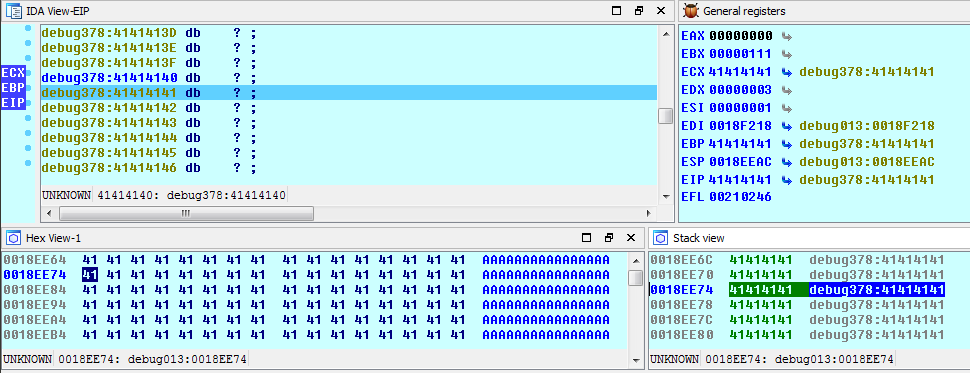 IDA View-EIP
debug378:4141413D db ? ;
debug378:4141413E db ? ;
debug378:4141413F db ? ;
debug378:41414140 db ? ;
debug378:41414141 db ? ;
debug378:41414142 db ? ;
debug378:41414143 db ? ;
debug378:41414144 db ? ;
debug378:41414145 db ? ;
debug378:41414146 db ? ;
ECX
EBP
EIP
UNKNOWN 41414140: debug378:41414140
General registers
EAX 00000000
EBX 00000111
ECX 41414141 debug378:41414141
EDX 00000003
ESI 00000001
EDI 0018F218 debug013:0018F218
EBP 41414141 debug378:41414141
ESP 0018EEAC debug013:0018EEAC
EIP 41414141 debug378:41414141
EFL 00210246
Hex View-1
0018EE64 41 41 41 41 41 41 41 41 41 41 41 41 41 41 41 41 AAAAAAAAAAAAAAAA
0018EE74 41 41 41 41 41 41 41 41 41 41 41 41 41 41 41 41 AAAAAAAAAAAAAAAA
0018EE84 41 41 41 41 41 41 41 41 41 41 41 41 41 41 41 41 AAAAAAAAAAAAAAAA
0018EE94 41 41 41 41 41 41 41 41 41 41 41 41 41 41 41 41 AAAAAAAAAAAAAAAA
0018EEA4 41 41 41 41 41 41 41 41 41 41 41 41 41 41 41 41 AAAAAAAAAAAAAAAA
0018EEB4 41 41 41 41 41 41 41 41 41 41 41 41 41 41 41 41 AAAAAAAAAAAAAAAA
UNKNOWN 0018EE74: debug013:0018EE74
Stack view
0018EE6C 41414141 debug378:41414141
0018EE70 41414141 debug378:41414141
0018EE74 41414141 debug378:41414141
0018EE78 41414141 debug378:41414141
0018EE7C 41414141 debug378:41414141
0018EE80 41414141 debug378:41414141
UNKNOWN 0018EE74: debug013:0018EE74